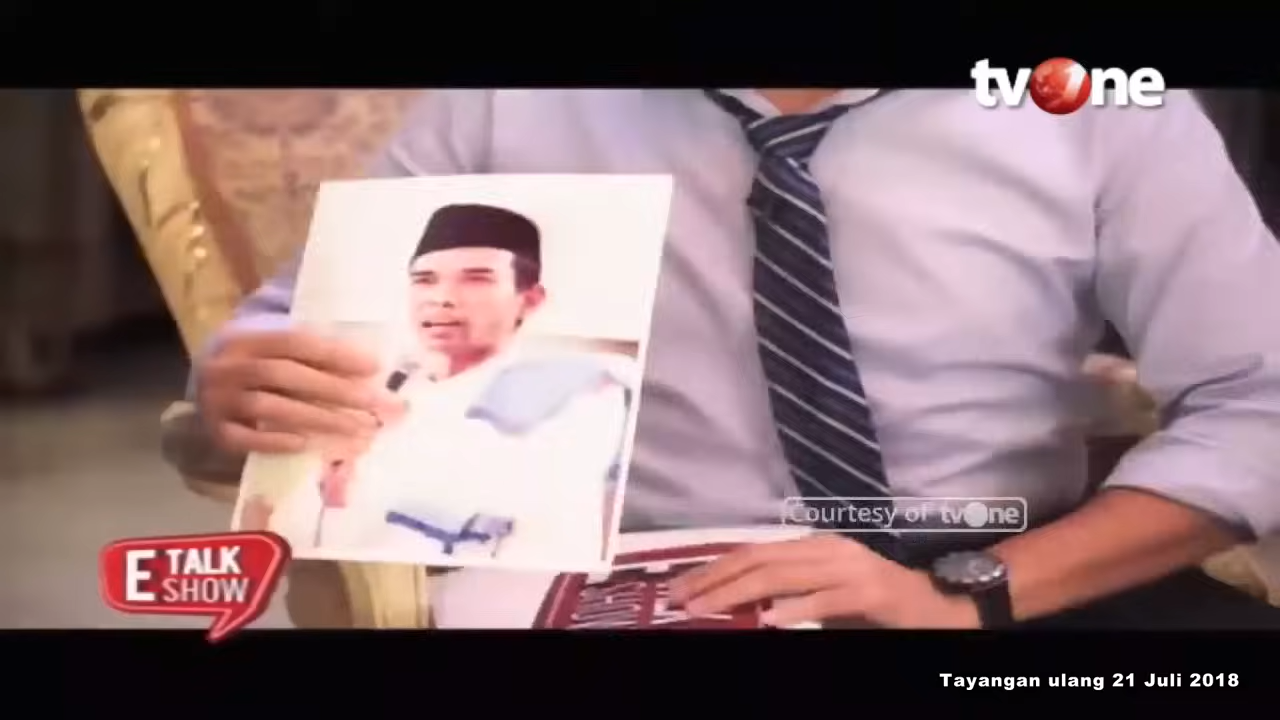 tvOne
Courtesy of tvOne
E TALK
SHOW
Tayangan ulang 21 Juli 2018